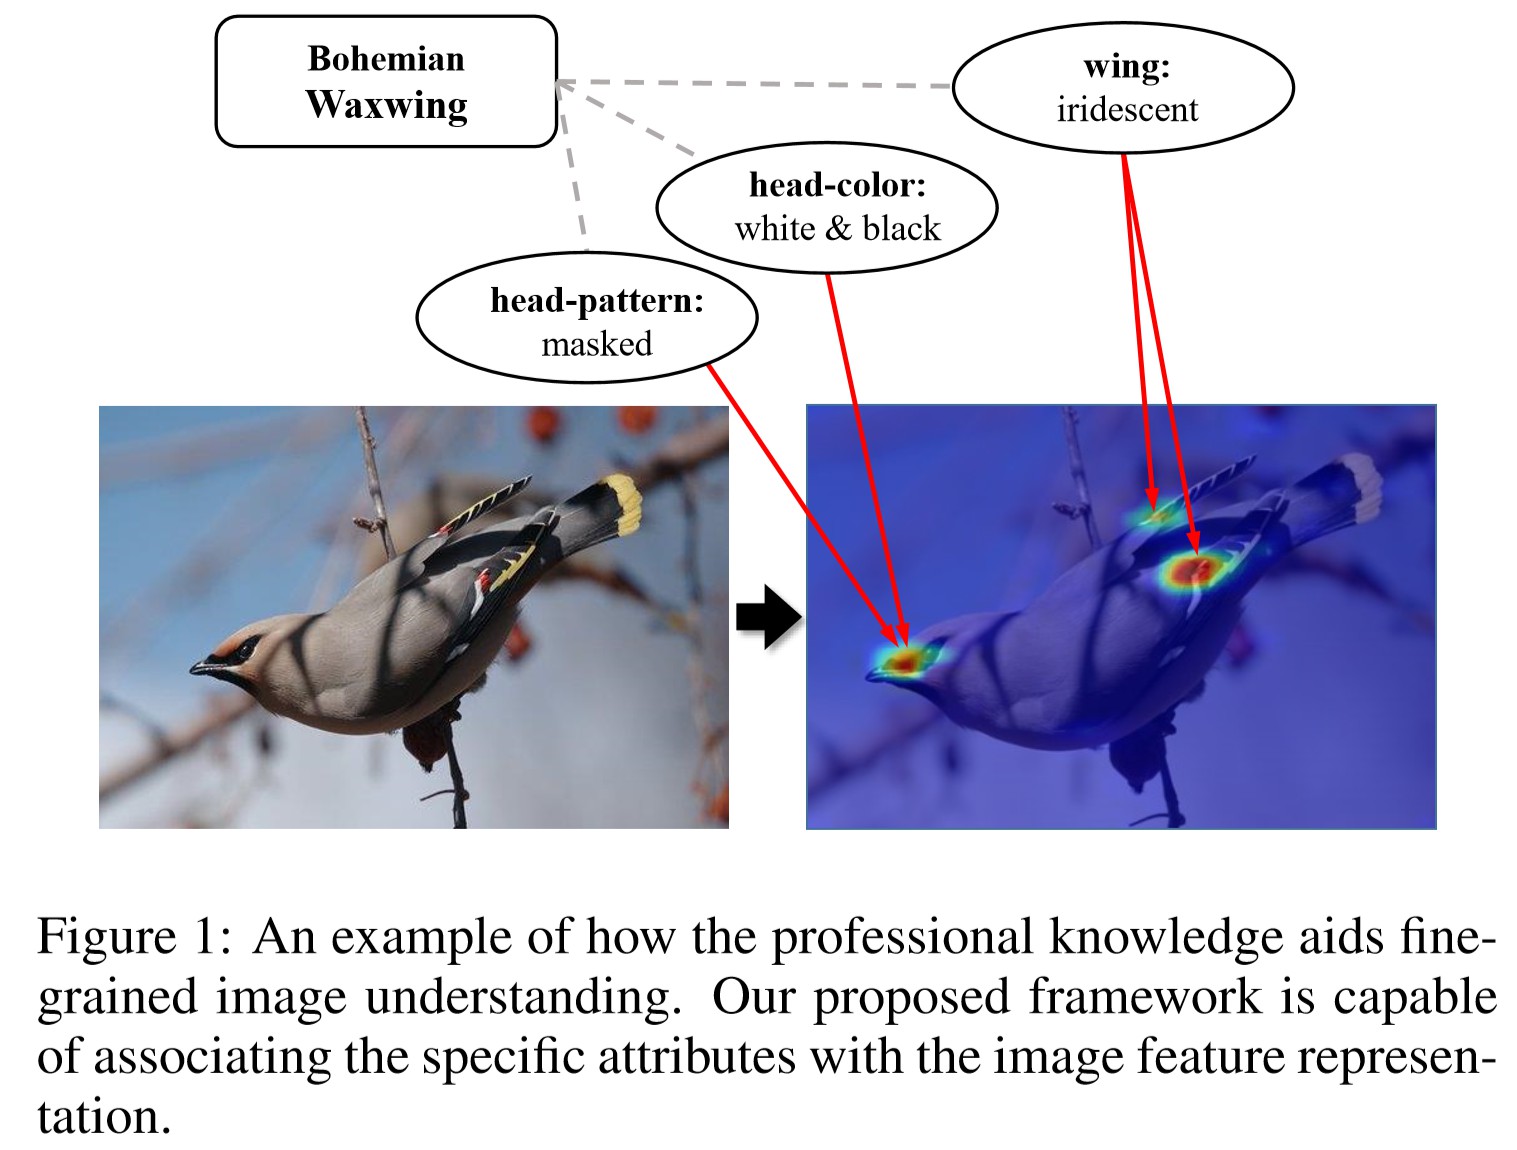 Bohemian
Waxwing
wing:
iridescent
head-color:
white & black
head-pattern:
masked
Figure 1: An example of how the professional knowledge aids fine-
grained image understanding. Our proposed framework is capable
of associating the specific attributes with the image feature represen-
tation.